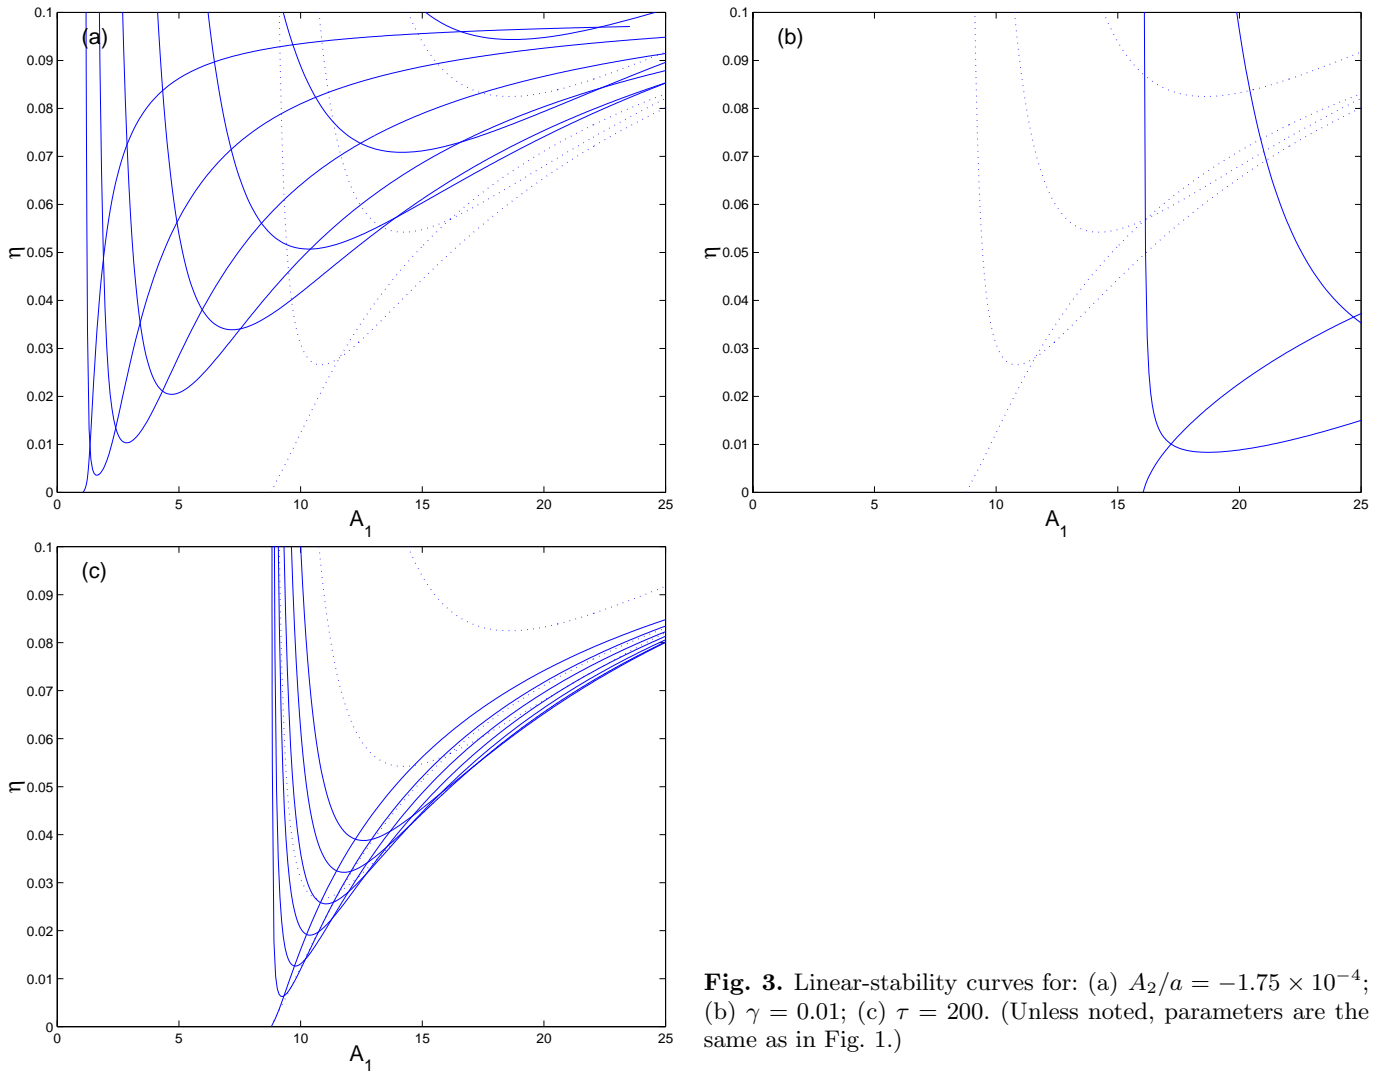 (a)
0.1
0.09
0.08
0.07
0.06
0.05
0.04
0.03
0.02
0.01
0
η
0 5 10 15 20 25
A_1
(b)
0.1
0.09
0.08
0.07
0.06
0.05
0.04
0.03
0.02
0.01
0
η
0 5 10 15 20 25
A_1
(c)
0.1
0.09
0.08
0.07
0.06
0.05
0.04
0.03
0.02
0.01
0
η
0 5 10 15 20 25
A_1
Fig. 3. Linear-stability curves for: (a) A₂/a = −1.75 × 10⁻⁴;
(b) γ = 0.01; (c) τ = 200. (Unless noted, parameters are the
same as in Fig. 1.)